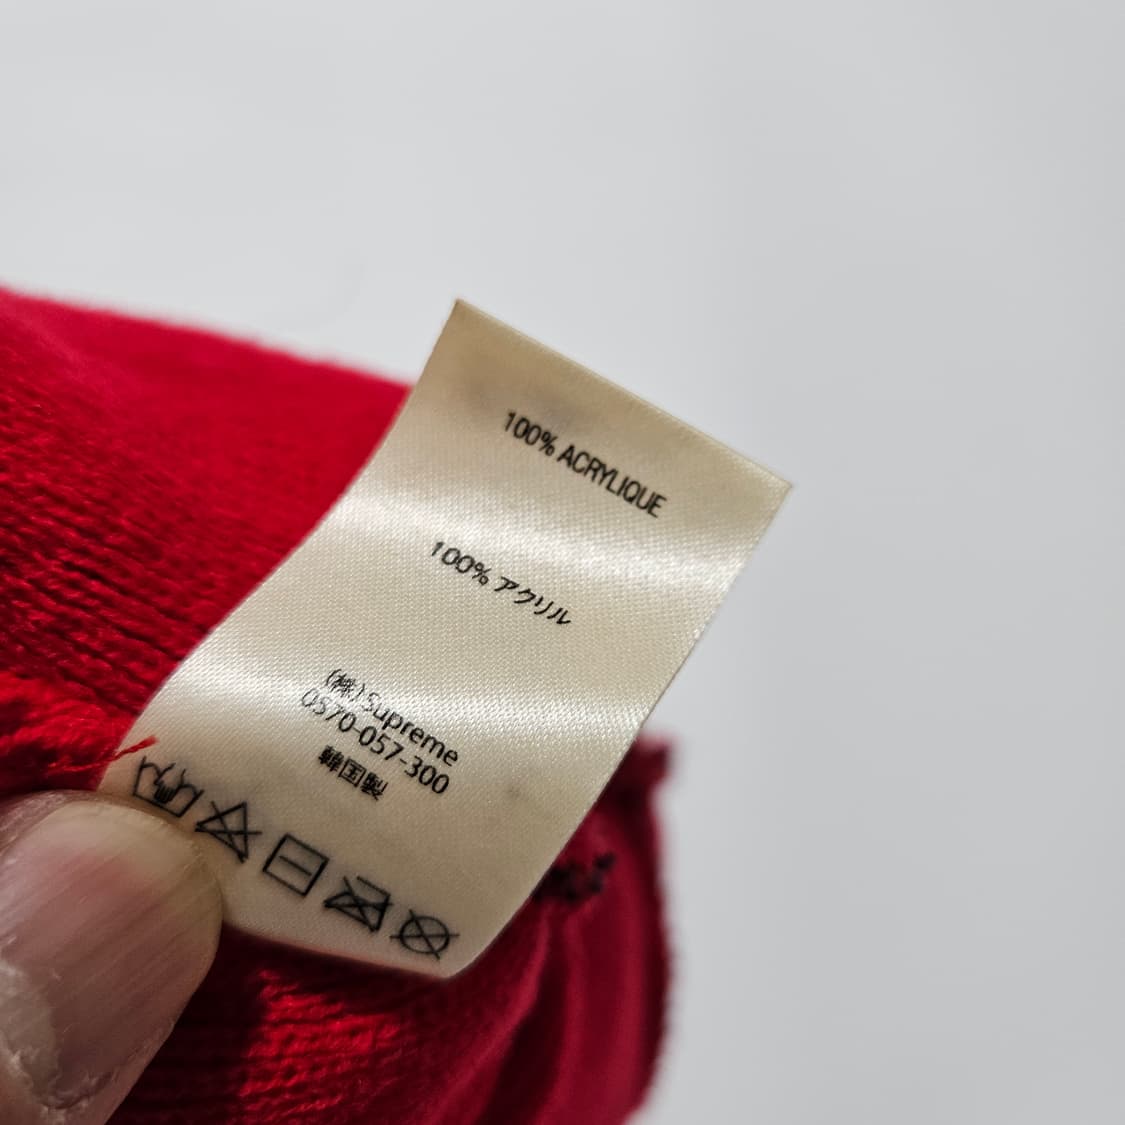 100% ACRYLIQUE
100% アクリル
(株)Supreme
0570-057-300
韓国製